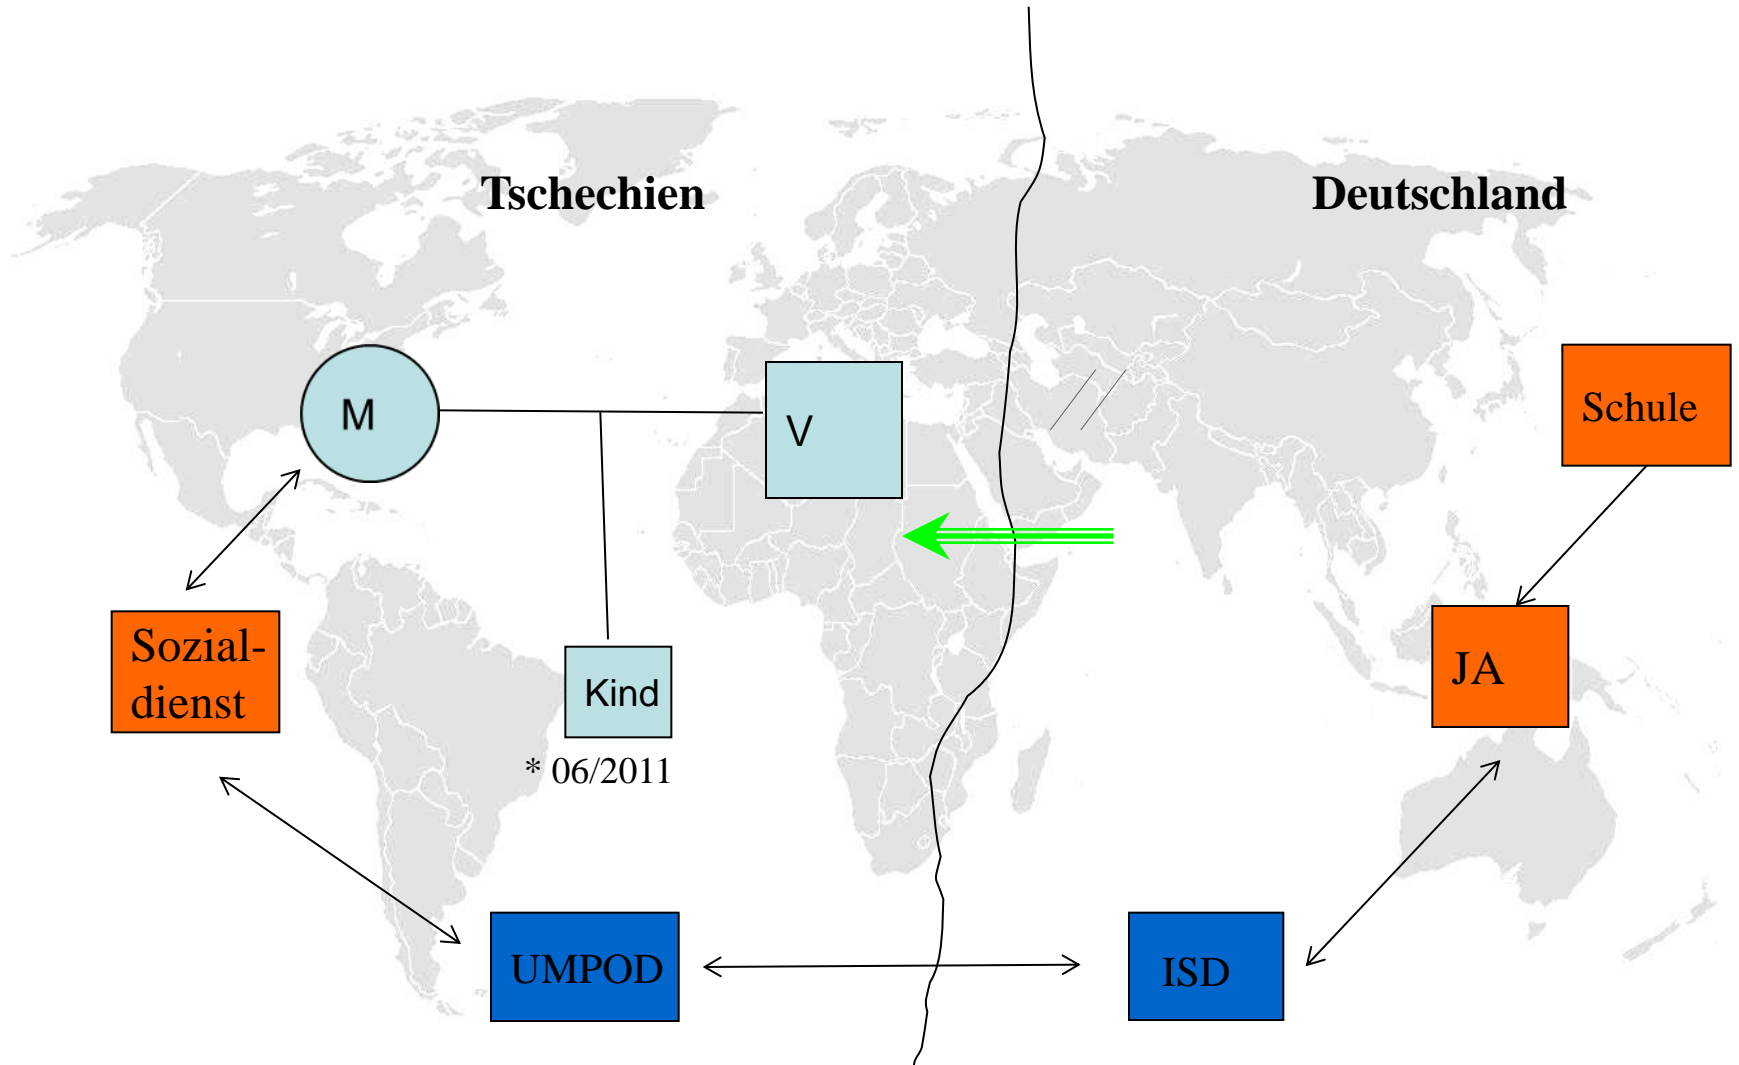 Tschechien
Deutschland
M
V
Schule
Sozial-
dienst
Kind
* 06/2011
JA
UMPOD
ISD